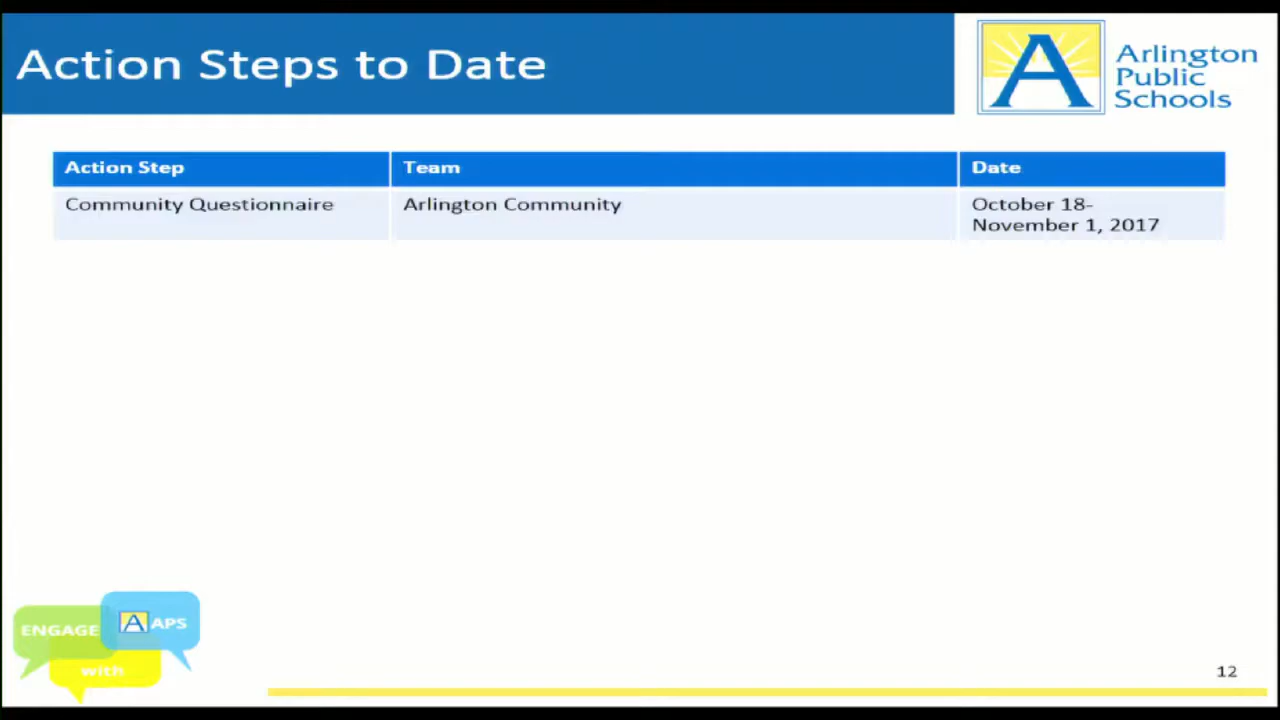 Action Steps to Date
Arlington
Public
Schools
Action Step Team Date
Community Questionnaire Arlington Community October 18-
November 1, 2017
ENGAGE
A APS
with
12